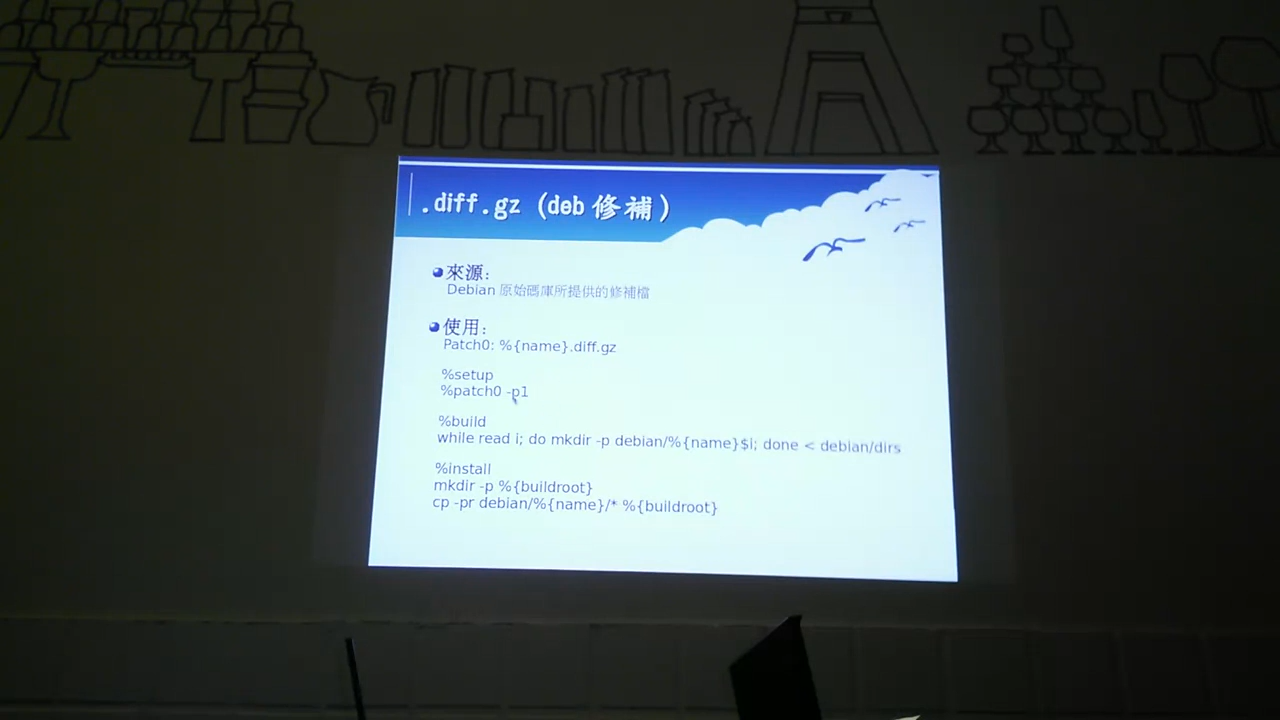 .diff.gz (deb 修補)
來源:
Debian 原始碼庫所提供的修補檔
使用:
Patch0: %{name}.diff.gz
%setup
%patch0 -p1
%build
while read i; do mkdir -p debian/%{name}$i; done < debian/dirs
%install
mkdir -p %{buildroot}
cp -pr debian/%{name}/* %{buildroot}